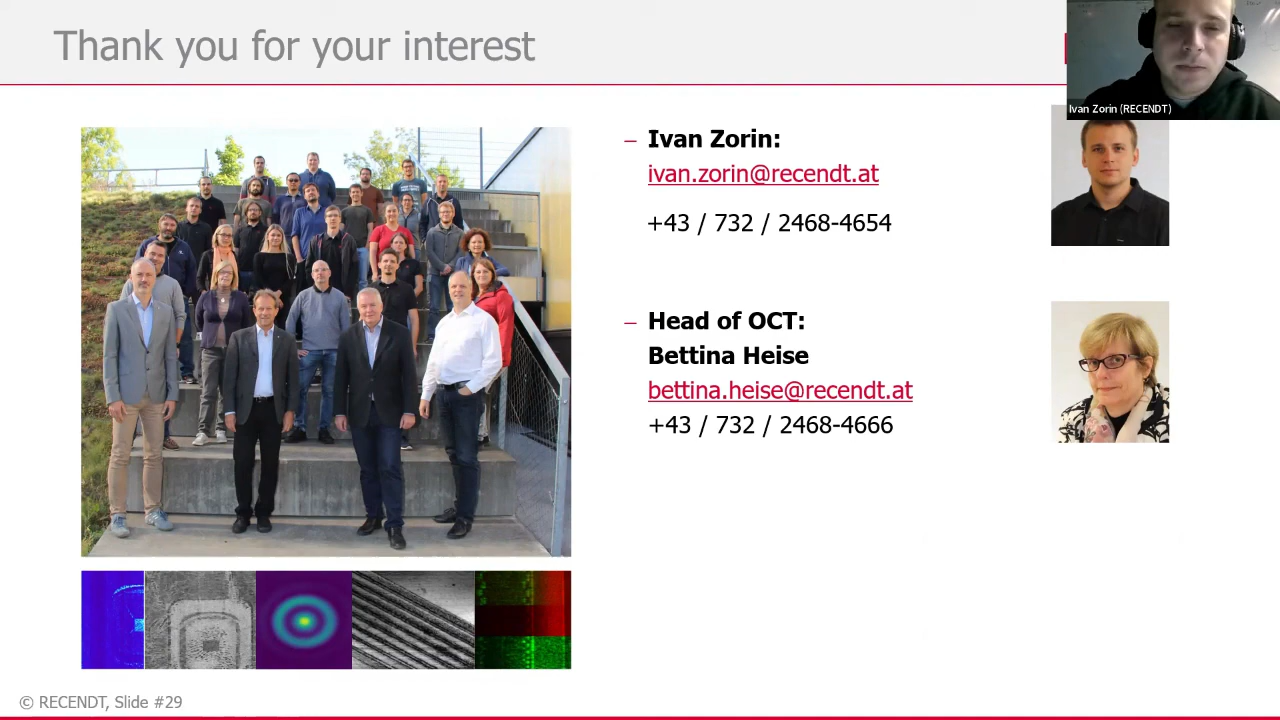 Thank you for your interest
Ivan Zorin (RECENDT)
– Ivan Zorin:
ivan.zorin@recendt.at
+43 / 732 / 2468-4654
– Head of OCT:
Bettina Heise
bettina.heise@recendt.at
+43 / 732 / 2468-4666
© RECENDT, Slide #29